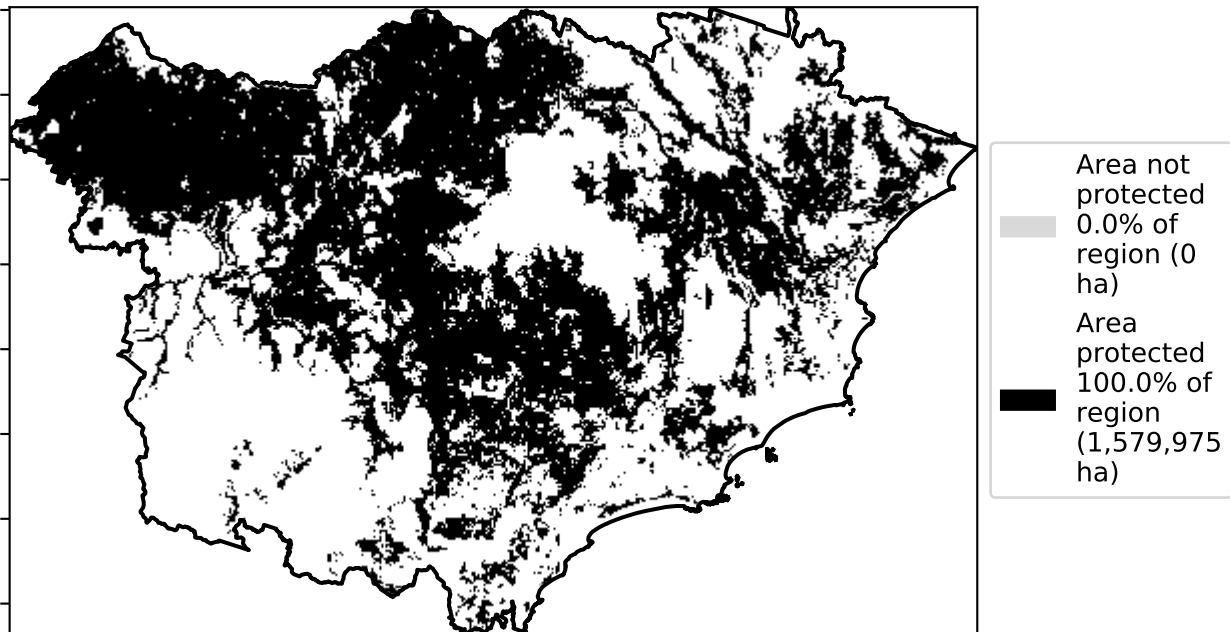 Area not
protected
0.0% of
region (0
ha)
Area
protected
100.0% of
region
(1,579,975
ha)